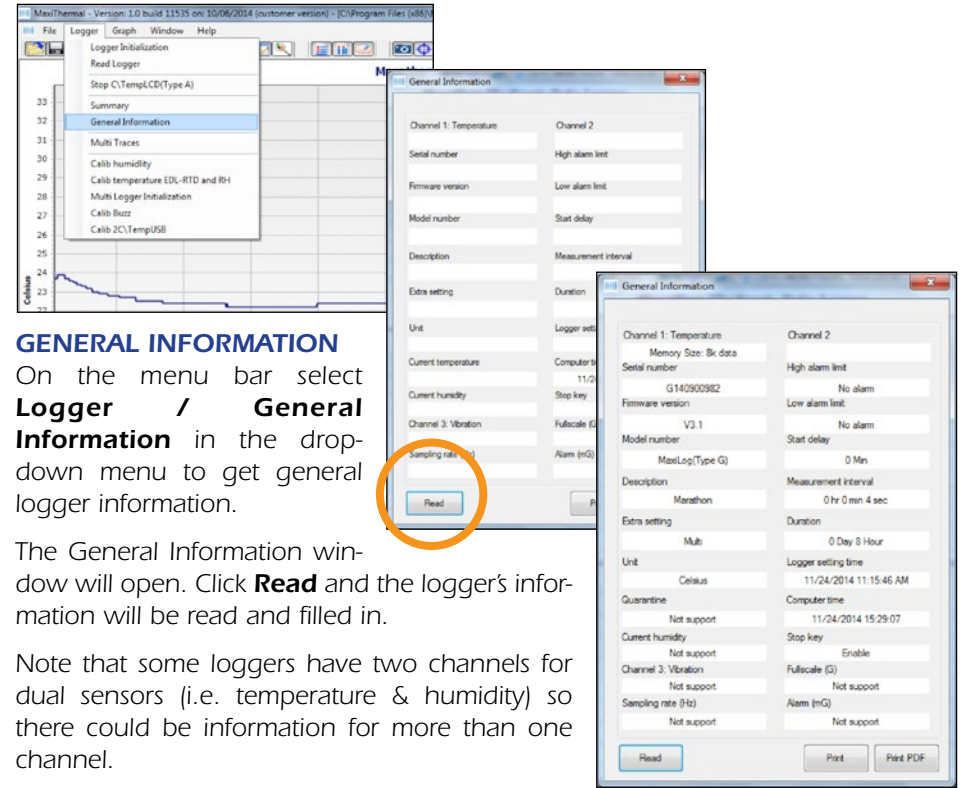 MaxiThermal - Version: 1.0 build 11535 on: 10/06/2014 (customer version) - [C:\Program Files (x86)\
File Logger Graph Window Help
Logger Initialization
Read Logger
Stop C\TempLCD(Type A)
Summary
General Information
Multi Traces
Calib humidlity
Calib temperature EDL-RTD and RH
Multi Logger Initialization
Calib Buzz
Calib 2C\TempUSB
33
32
31
30
29
28
27
26
25
24
23
22
Celsius
General Information
Channel 1: Temperature Channel 2
Serial number High alarm limit
Firmware version Low alarm limit
Model number Start delay
Description Measurement interval
Extra setting Duration
Unit Logger sett
Current temperature Computer ti
11/2
Current humidity Stop key
Channel 3: Vibration Fullscale (G
Sampling rate (Hz) Alarm (mG)
Read P
General Information
Channel 1: Temperature Channel 2
Memory Size: 8k data
Serial number High alarm limit
G140900982 No alarm
Firmware version Low alarm limit
V3.1 No alarm
Model number Start delay
MaxiLog(Type G) 0 Min
Description Measurement interval
Marathon 0 hr 0 min 4 sec
Extra setting Duration
Multi 0 Day 8 Hour
Unit Logger setting time
Celsius 11/24/2014 11:15:46 AM
Quarantine Computer time
Not support 11/24/2014 15:29:07
Current humidity Stop key
Not support Enable
Channel 3: Vibration Fullscale (G)
Not support Not support
Sampling rate (Hz) Alarm (mG)
Not support Not support
Read Print Print PDF
GENERAL INFORMATION
On the menu bar select
Logger / General
Information in the drop-
down menu to get general
logger information.
The General Information win-
dow will open. Click Read and the logger's infor-
mation will be read and filled in.
Note that some loggers have two channels for
dual sensors (i.e. temperature & humidity) so
there could be information for more than one
channel.